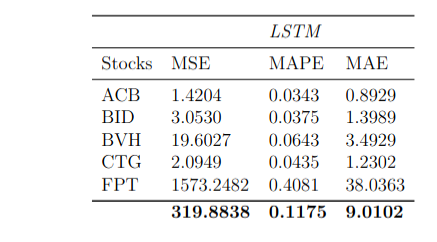 LSTM
Stocks MSE MAPE MAE
ACB 1.4204 0.0343 0.8929
BID 3.0530 0.0375 1.3989
BVH 19.6027 0.0643 3.4929
CTG 2.0949 0.0435 1.2302
FPT 1573.2482 0.4081 38.0363
319.8838 0.1175 9.0102